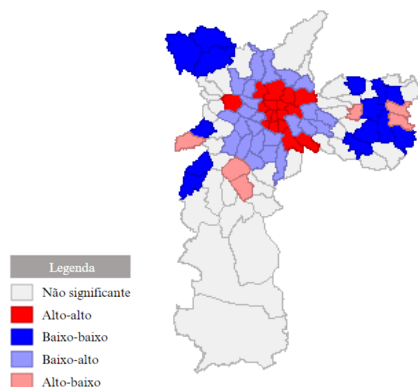 Legenda
Não significante
Alto-alto
Baixo-baixo
Baixo-alto
Alto-baixo